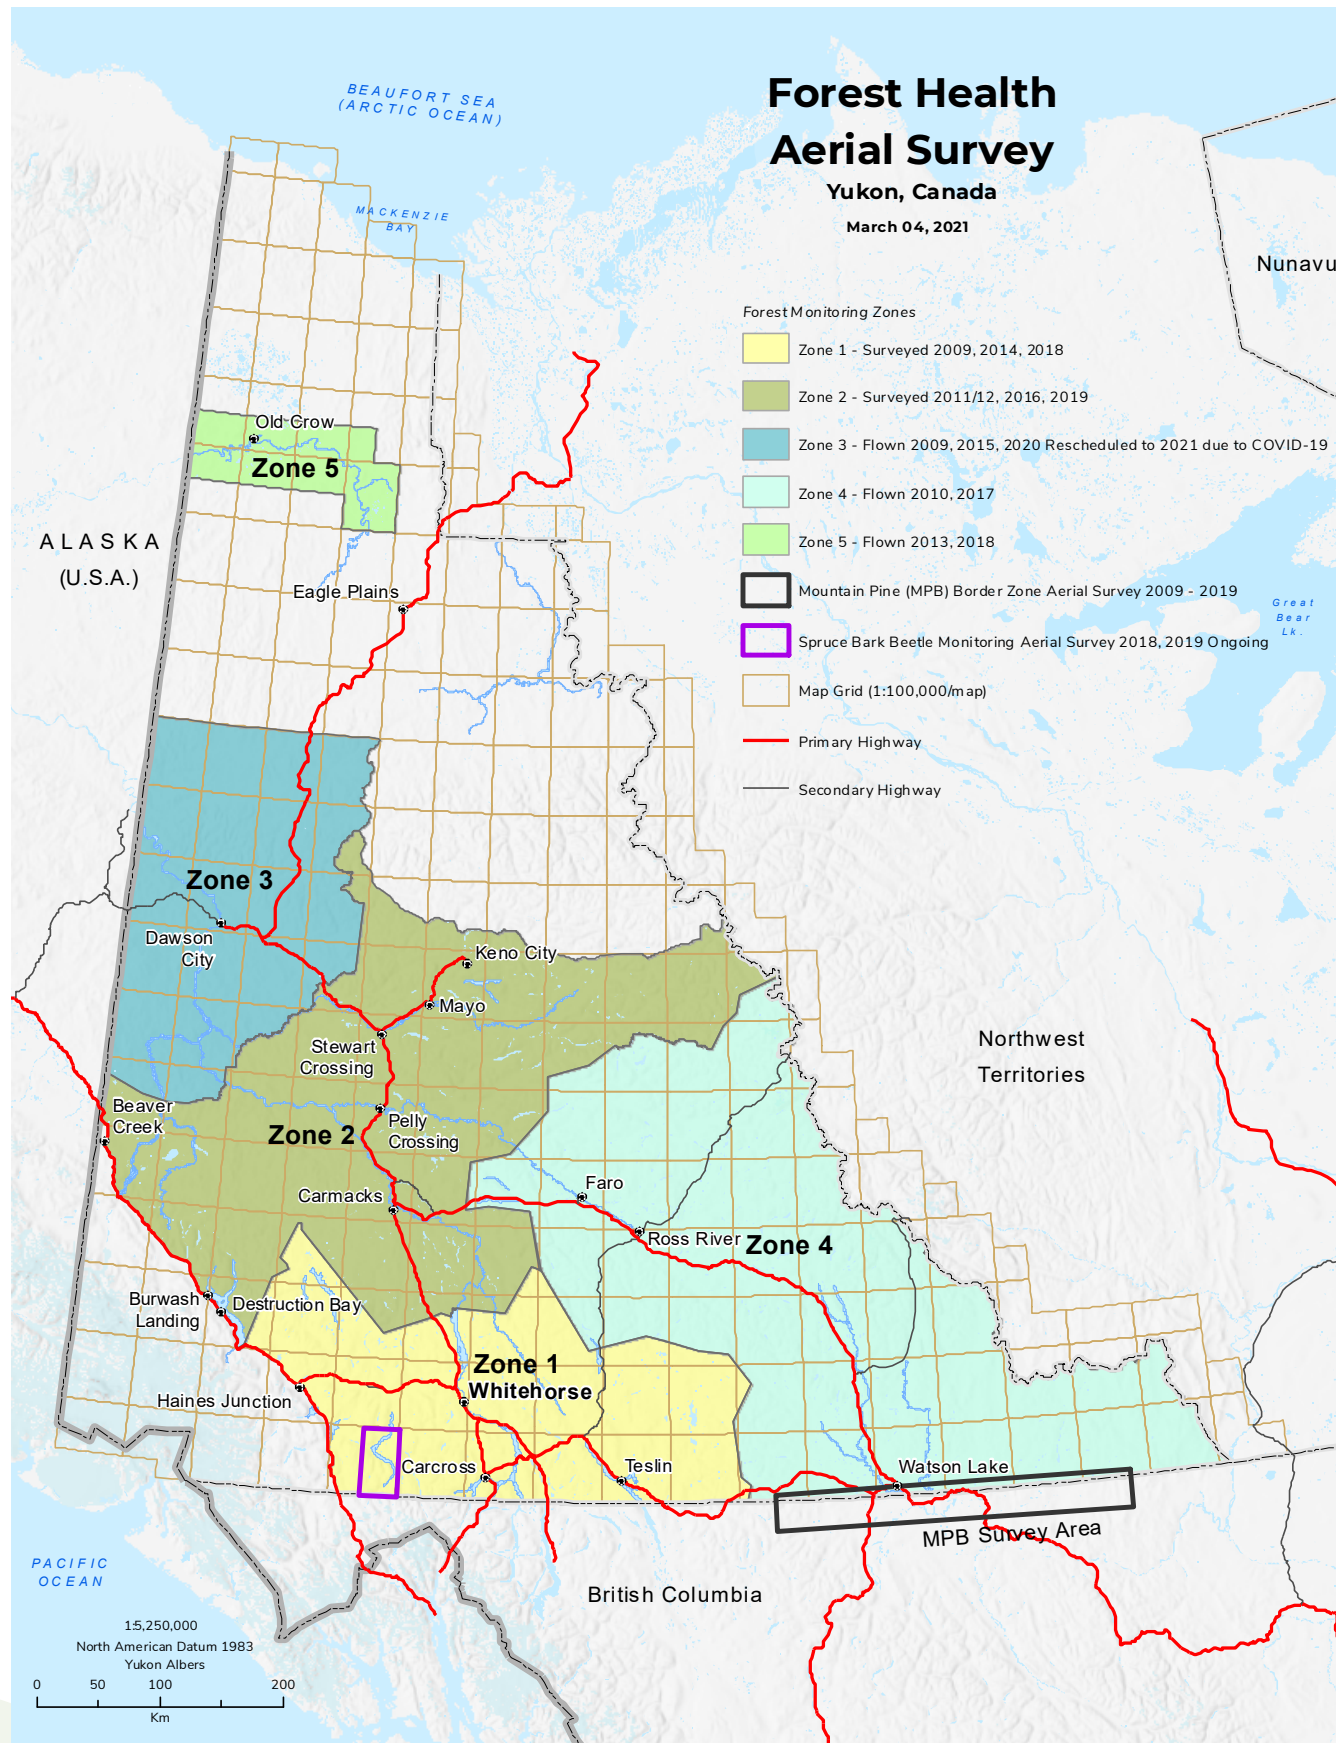 Forest Health
Aerial Survey
Yukon, Canada
March 04, 2021
BEAUFORT SEA
(ARCTIC OCEAN)
MACKENZIE
BAY
Nunavu
Forest Monitoring Zones
Zone 1 - Surveyed 2009, 2014, 2018
Zone 2 - Surveyed 2011/12, 2016, 2019
Zone 3 - Flown 2009, 2015, 2020 Rescheduled to 2021 due to COVID-19
Zone 4 - Flown 2010, 2017
Zone 5 - Flown 2013, 2018
Mountain Pine (MPB) Border Zone Aerial Survey 2009 - 2019
Spruce Bark Beetle Monitoring Aerial Survey 2018, 2019 Ongoing
Map Grid (1:100,000/map)
Primary Highway
Secondary Highway
Great
Bear
Lk.
Old Crow
Zone 5
ALASKA
(U.S.A.)
Eagle Plains
Zone 3
Dawson
City
Keno City
Mayo
Stewart
Crossing
Northwest
Territories
Beaver
Creek
Zone 2
Pelly
Crossing
Carmacks
Faro
Ross River
Zone 4
Burwash
Landing
Destruction Bay
Zone 1
Whitehorse
Haines Junction
Carcross
Teslin
Watson Lake
MPB Survey Area
British Columbia
PACIFIC
OCEAN
1:5,250,000
North American Datum 1983
Yukon Albers
0 50 100 200
Km